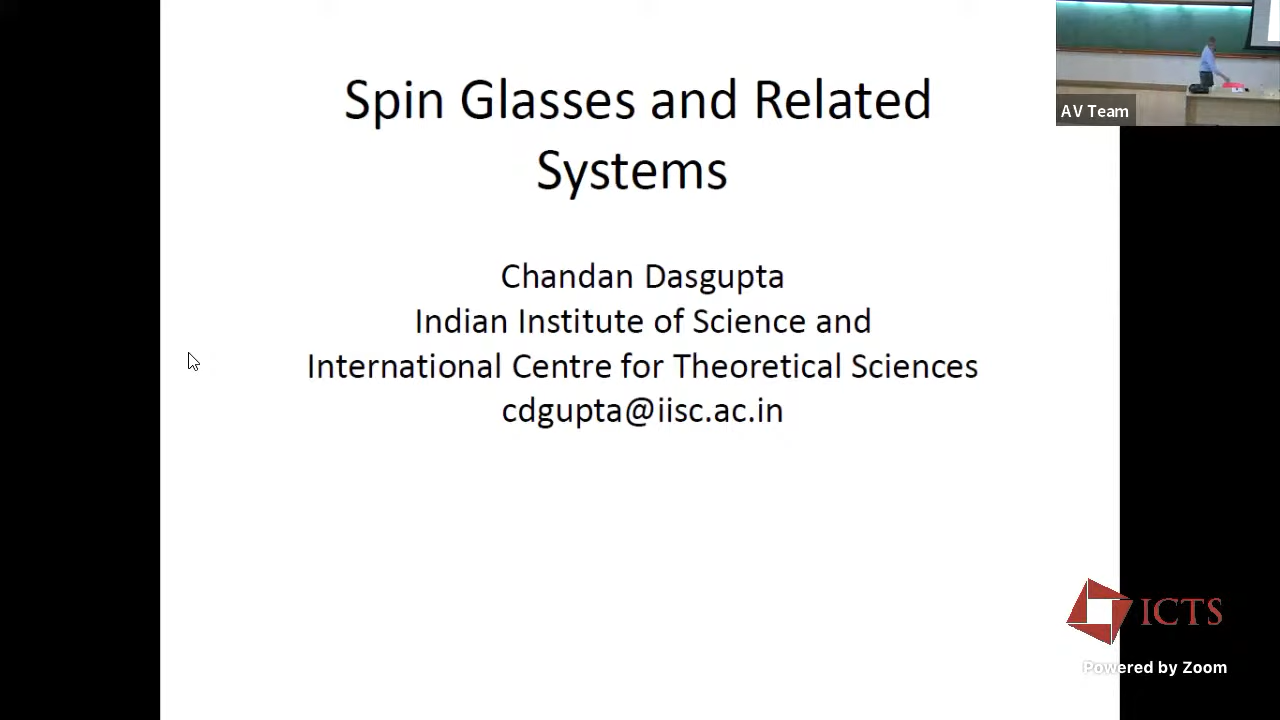 Spin Glasses and Related
Systems
Chandan Dasgupta
Indian Institute of Science and
International Centre for Theoretical Sciences
cdgupta@iisc.ac.in
AV Team
ICTS
Powered by Zoom